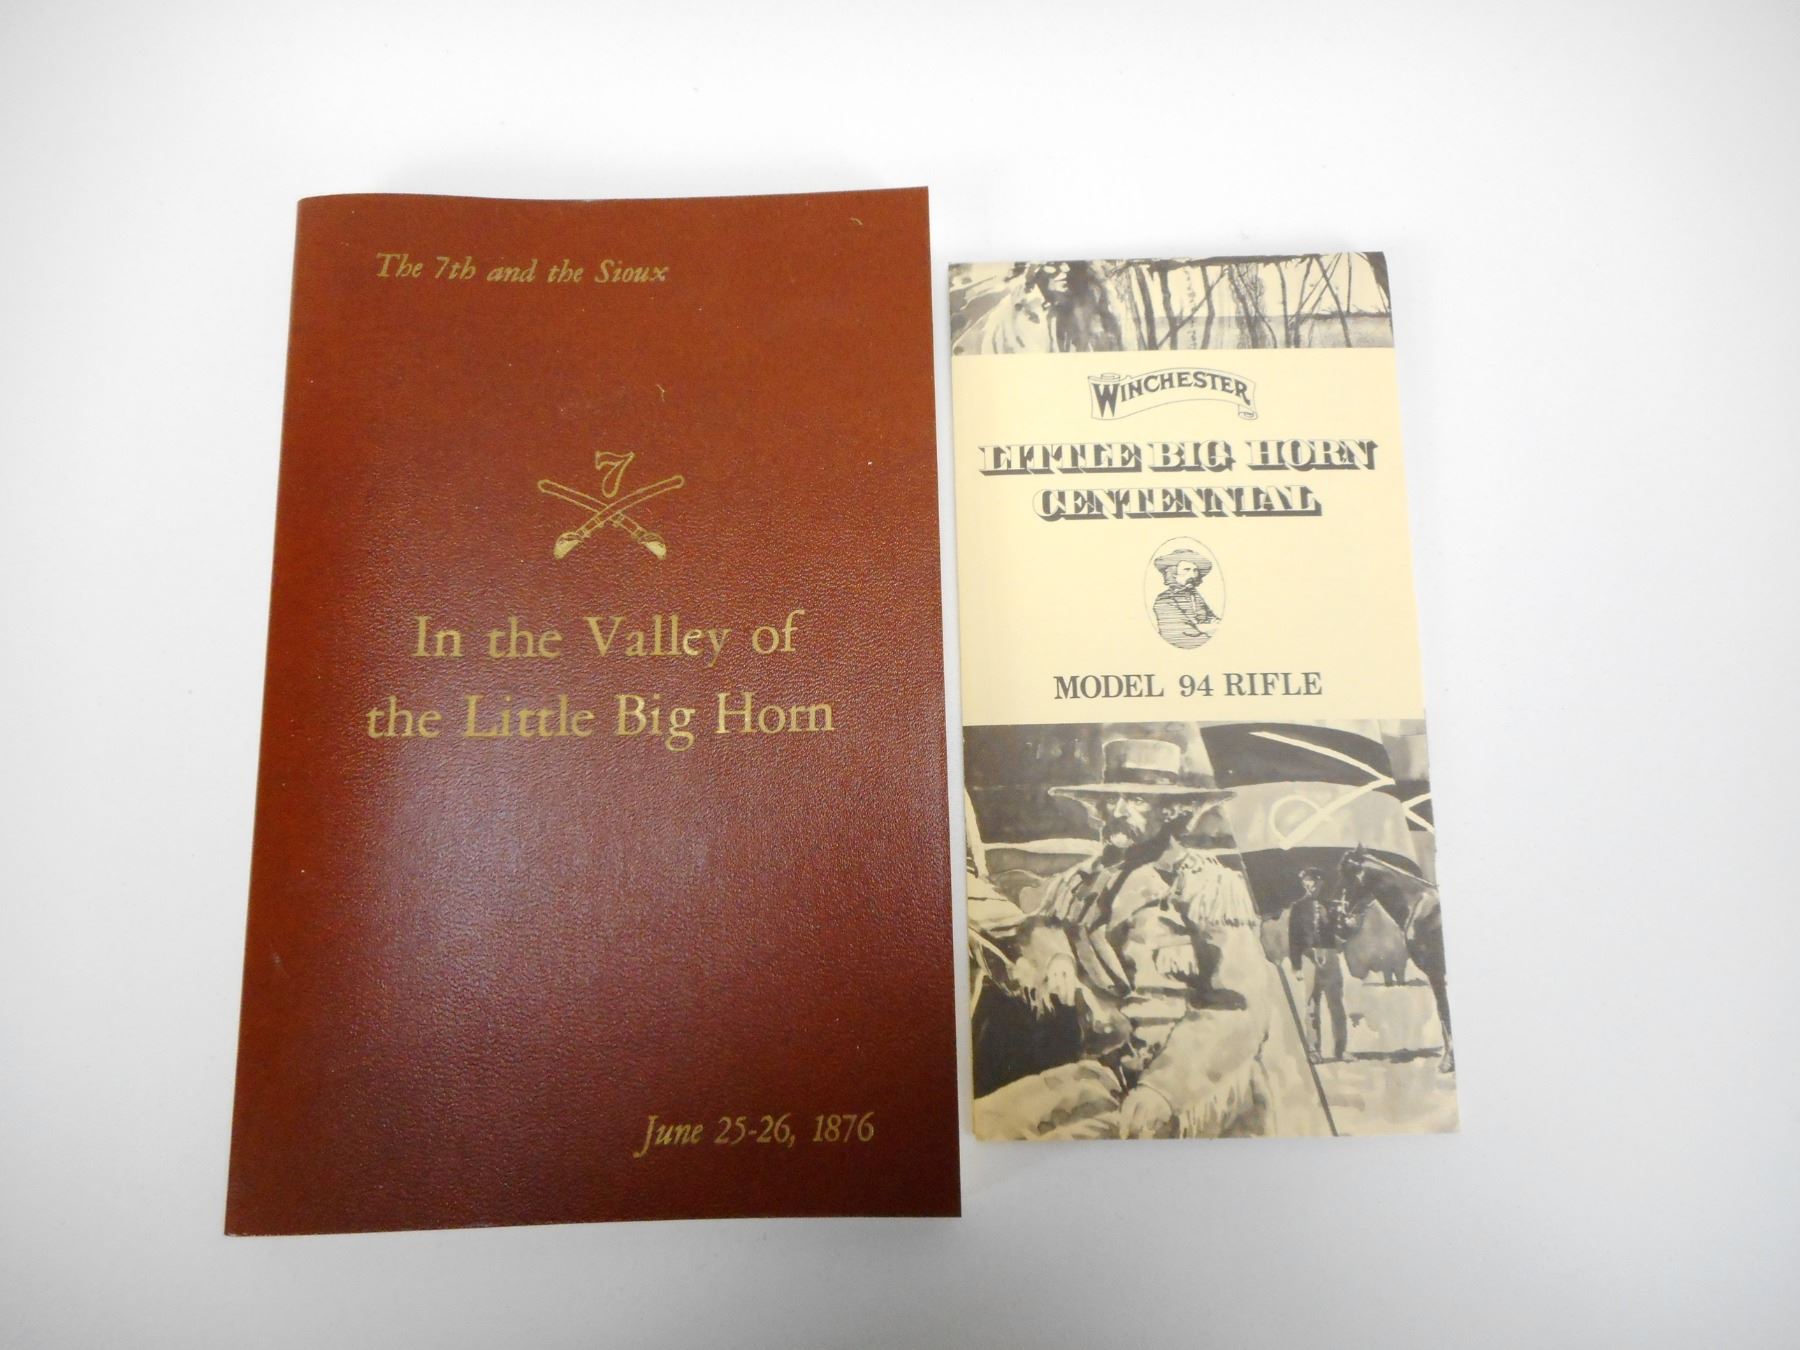 The 7th and the Sioux
7
In the Valley of
the Little Big Horn
June 25-26, 1876
WINCHESTER
LITTLE BIG HORN
CENTENNIAL
MODEL 94 RIFLE